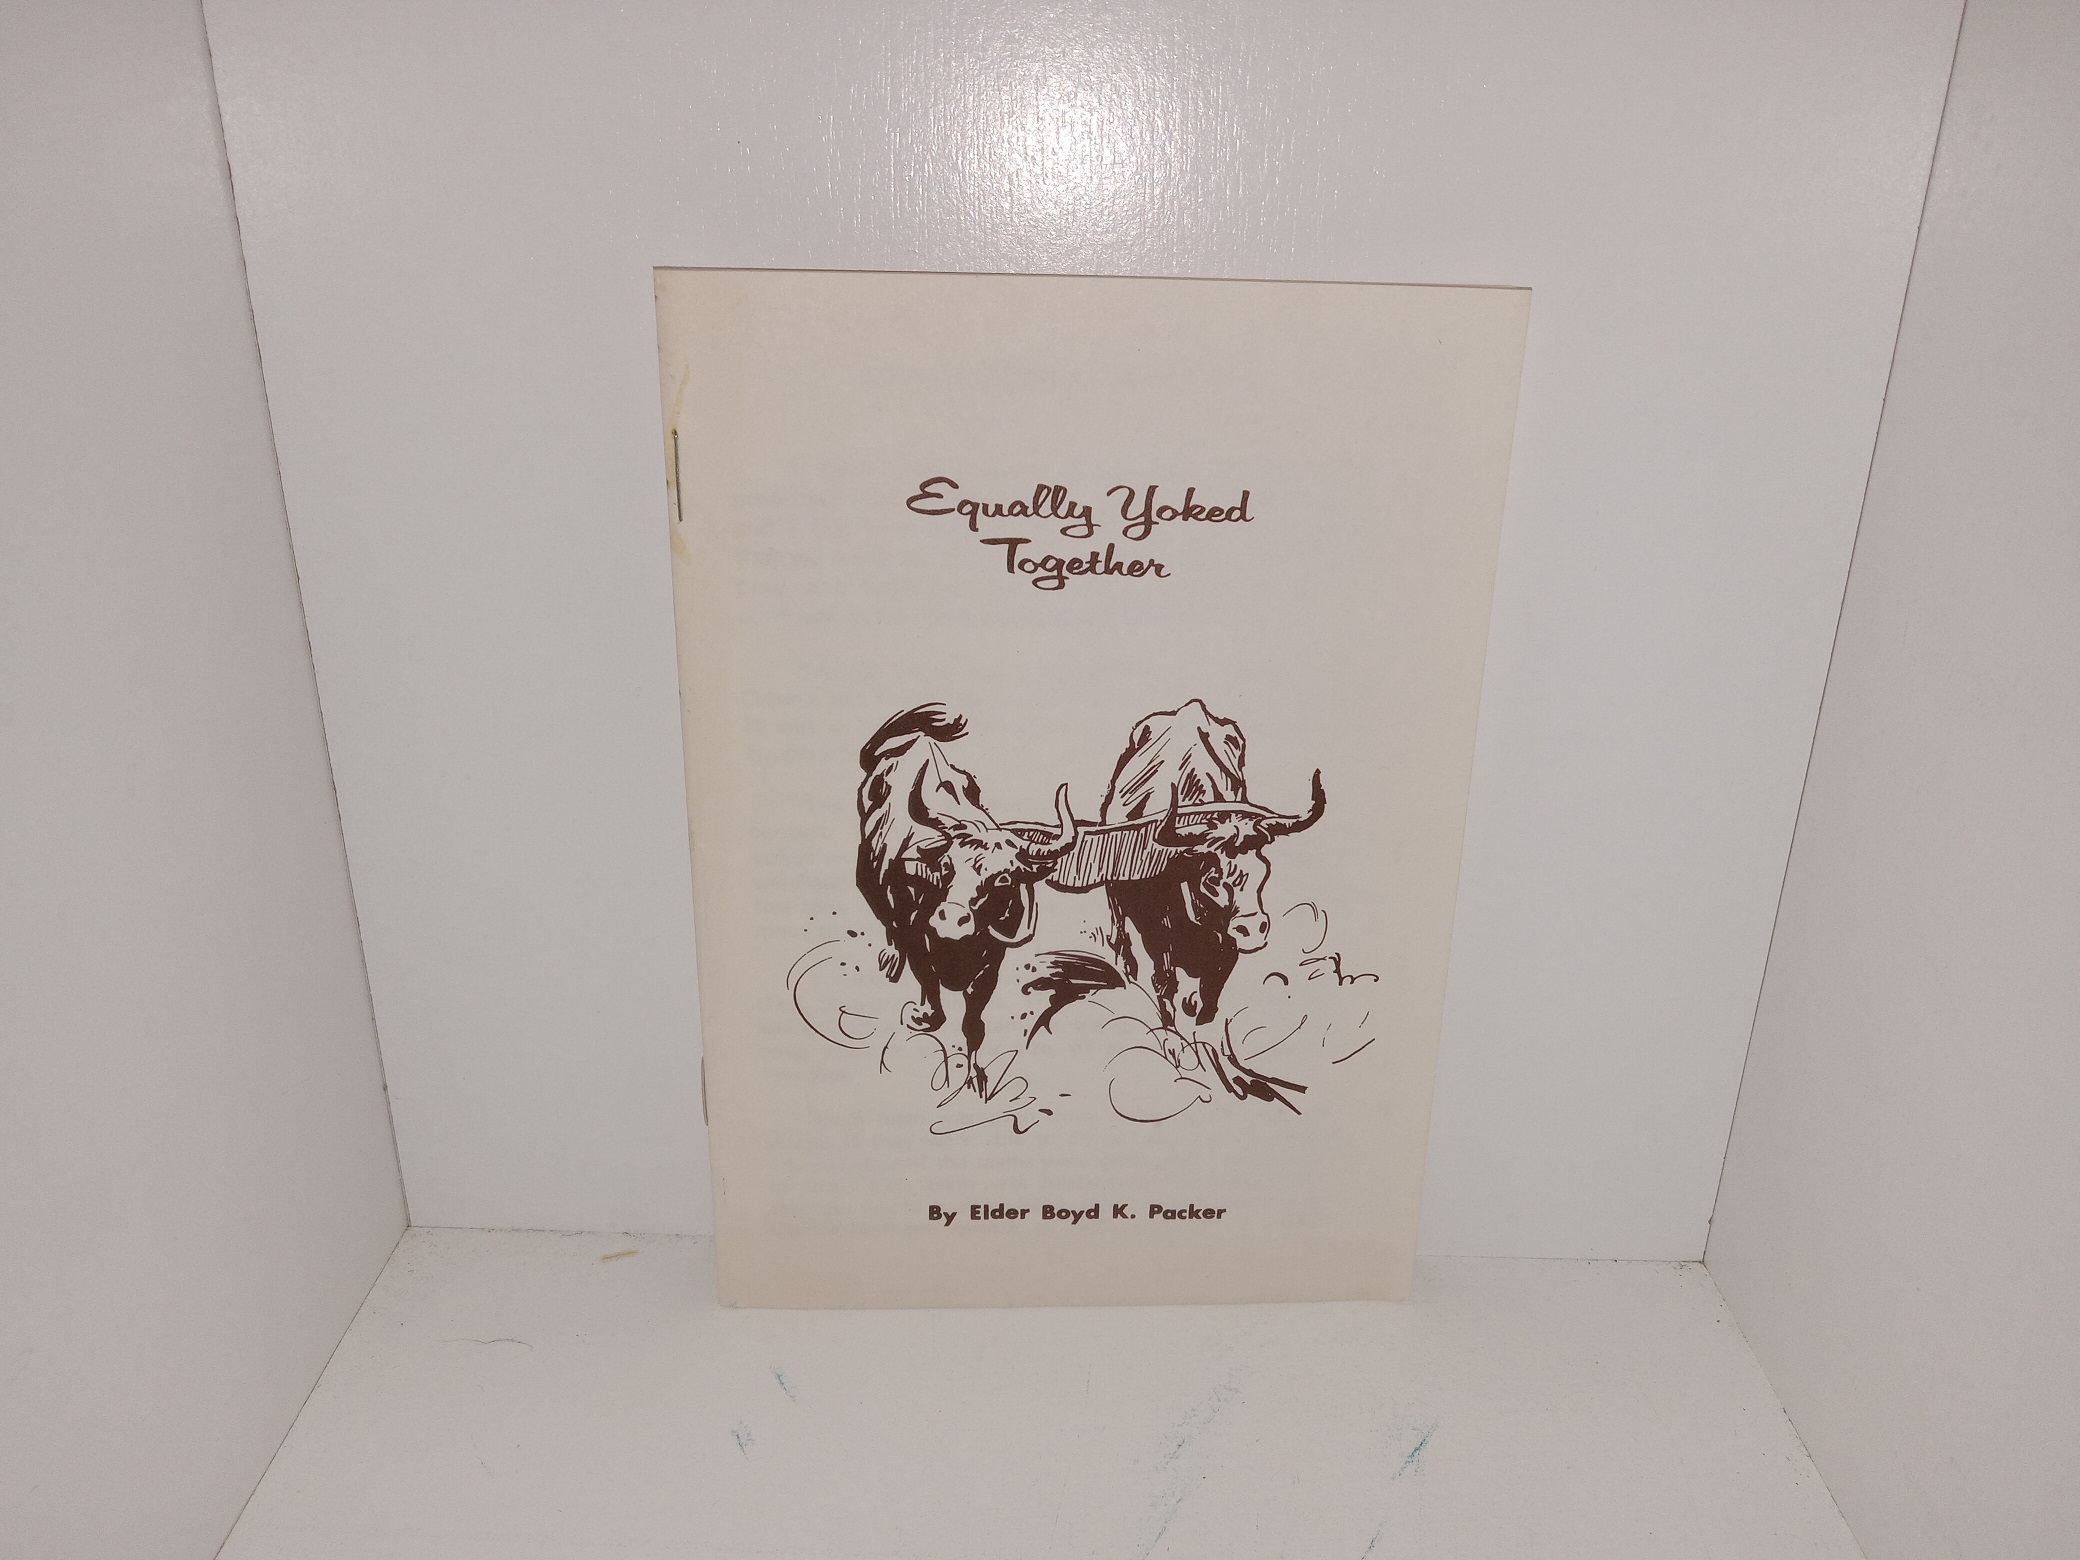 Equally Yoked
Together
By Elder Boyd K. Packer